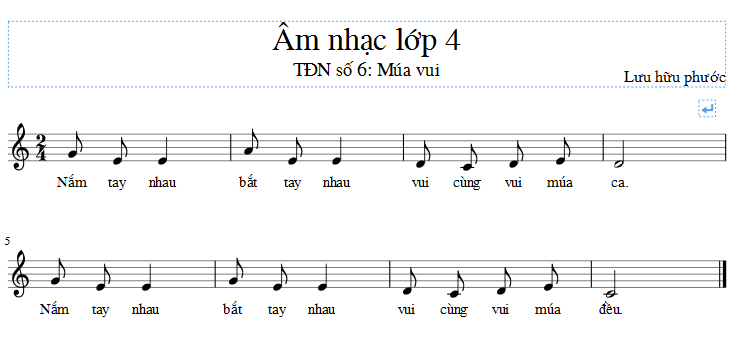 Âm nhạc lớp 4
TĐN số 6: Múa vui
Lưu hữu phước
2
4
Nắm tay nhau bắt tay nhau vui cùng vui múa ca.
5
Nắm tay nhau bắt tay nhau vui cùng vui múa đều.